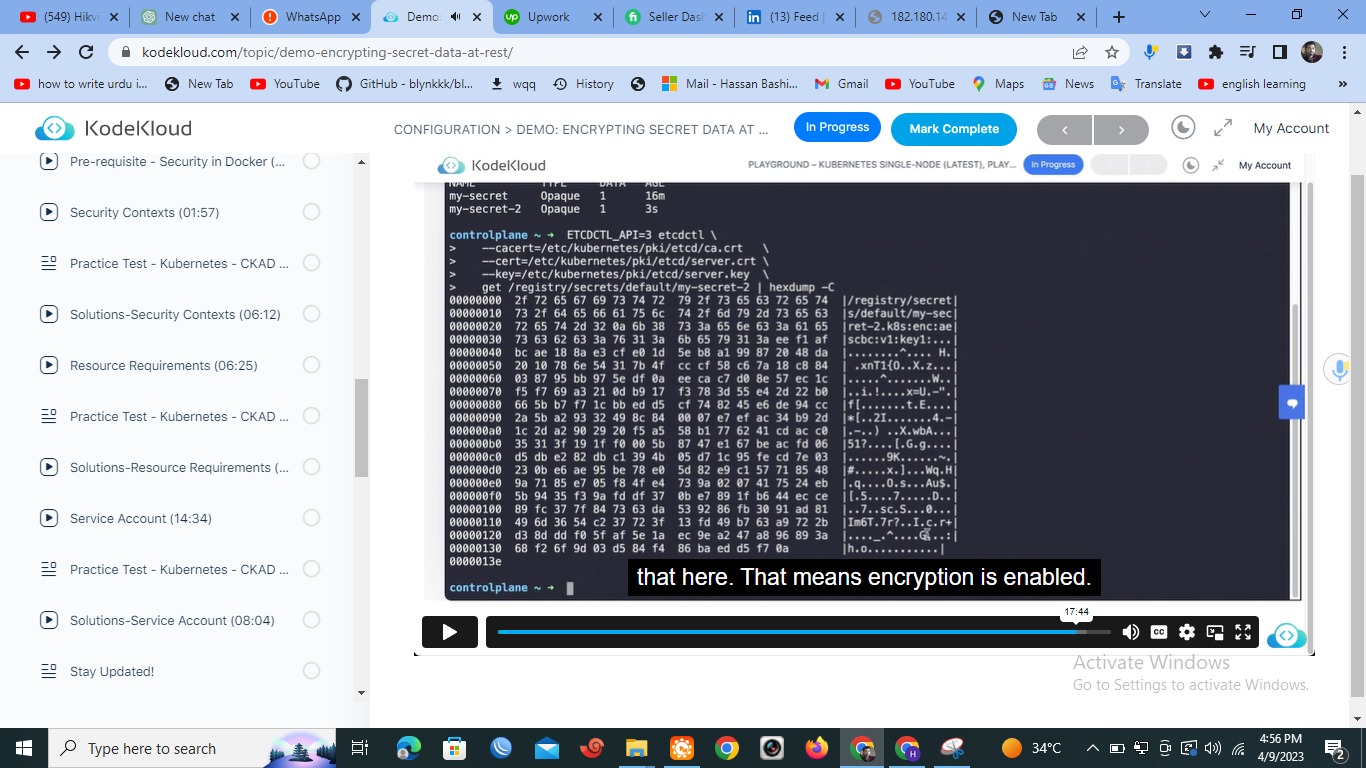 (549) Hikvi
New chat
WhatsApp
Demo:
Upwork
Seller Dash
(13) Feed |
182.180.14
New Tab
kodekloud.com/topic/demo-encrypting-secret-data-at-rest/
how to write urdu i...
New Tab
YouTube
GitHub - blynkkk/bl...
wqq
History
Mail - Hassan Bashi...
Gmail
YouTube
Maps
News
Translate
english learning
»
KodeKloud
CONFIGURATION > DEMO: ENCRYPTING SECRET DATA AT ...
In Progress
Mark Complete
My Account
Pre-requisite - Security in Docker (...
Security Contexts (01:57)
Practice Test - Kubernetes - CKAD ...
Solutions-Security Contexts (06:12)
Resource Requirements (06:25)
Practice Test - Kubernetes - CKAD ...
Solutions-Resource Requirements (...
Service Account (14:34)
Practice Test - Kubernetes - CKAD ...
Solutions-Service Account (08:04)
Stay Updated!
KodeKloud
PLAYGROUND – KUBERNETES SINGLE-NODE (LATEST), PLAY...
In Progress
My Account
NAME TYPE DATA AGE
my-secret Opaque 1 16m
my-secret-2 Opaque 1 3s
controlplane ~ ➜ ETCDCTL_API=3 etcdctl \
> --cacert=/etc/kubernetes/pki/etcd/ca.crt \
> --cert=/etc/kubernetes/pki/etcd/server.crt \
> --key=/etc/kubernetes/pki/etcd/server.key \
> get /registry/secrets/default/my-secret-2 | hexdump -C
00000000 2f 72 65 67 69 73 74 72 79 2f 73 65 63 72 65 74 |/registry/secret|
00000010 73 2f 64 65 66 61 75 6c 74 2f 6d 79 2d 73 65 63 |s/default/my-sec|
00000020 72 65 74 2d 32 0a 6b 38 73 3a 65 6e 63 3a 61 65 |ret-2.k8s:enc:ae|
00000030 73 63 62 63 3a 76 31 3a 6b 65 79 31 3a ee f1 af |scbc:v1:key1:...|
00000040 bc ae 18 8a e3 cf e0 1d 5e b8 a1 99 87 20 48 da |........^.... H.|
00000050 20 10 78 6e 54 31 7b 4f cc cf 58 c6 7a 18 c8 84 | .xnT1{O..X.z...|
00000060 03 87 95 bb 97 5e df 0a ee ca c7 d0 8e 57 ec 1c |.....^.......W..|
00000070 f5 f7 69 a3 21 0d b9 17 f3 78 3d 55 e4 2d 22 b0 |..i.!....x=U.-".|
00000080 66 5b b7 f7 1c bb ed d5 cf 74 82 45 e6 de 94 cc |f[.......t.E....|
00000090 2a 5b a2 93 32 49 8c 84 00 07 e7 ef ac 34 b9 2d |*[..2I.......4.-|
000000a0 1c 2d a2 90 29 20 f5 a5 58 b1 77 62 41 cd ac c0 |.-..) ..X.wbA...|
000000b0 35 31 3f 19 1f f0 00 5b 87 47 e1 67 be ac fd 06 |51?....[.G.g....|
000000c0 d5 db e2 82 db c1 39 4b 05 d7 1c 95 fe cd 7e 03 |......9K......~.|
000000d0 23 0b e6 ae 95 be 78 e0 5d 82 e9 c1 57 71 85 48 |#.....x.]...Wq.H|
000000e0 9a 71 85 e7 05 f8 4f e4 73 9a 02 07 41 75 24 eb |.q....O.s...Au$.|
000000f0 5b 94 35 f3 9a fd df 37 0b e7 89 1f b6 44 ec ce |[.5....7.....D..|
00000100 89 fc 37 7f 84 73 63 da 53 92 86 fb 30 91 ad 81 |..7..sc.S...0...|
00000110 49 6d 36 54 c2 37 72 3f 13 fd 49 b7 63 a9 72 2b |Im6T.7r?..I.c.r+|
00000120 d3 8d dd f0 5f af 5e 1a ec 9e a2 47 a8 96 89 3a |...._.^....G...:|
00000130 68 f2 6f 9d 03 d5 84 f4 86 ba ed d5 f7 0a |h.o...........|
0000013e
controlplane ~ ➜
that here. That means encryption is enabled.
17:44
CC
Activate Windows
Go to Settings to activate Windows.
Type here to search
34°C
4:56 PM
4/9/2023
2